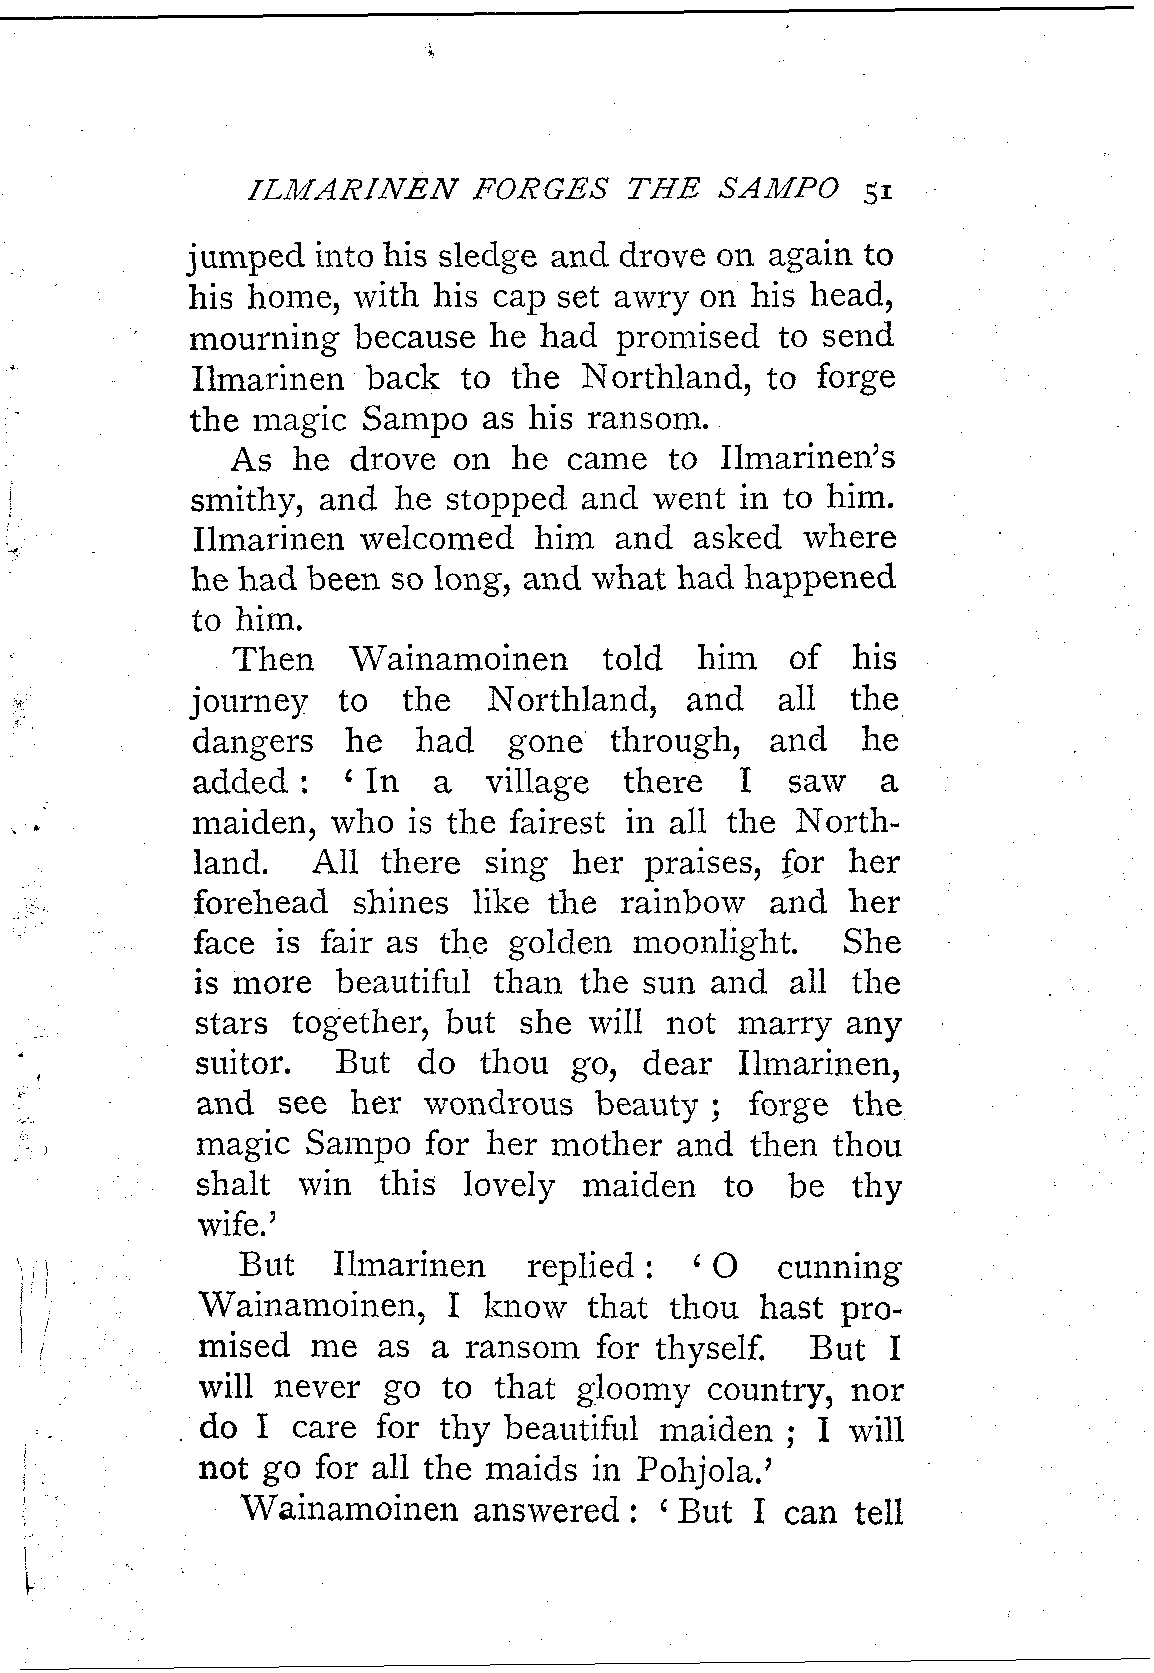 ILMARINEN FORGES THE SAMPO 51
jumped into his sledge and drove on again to
his home, with his cap set awry on his head,
mourning because he had promised to send
Ilmarinen back to the Northland, to forge
the magic Sampo as his ransom.
As he drove on he came to Ilmarinen's
smithy, and he stopped and went in to him.
Ilmarinen welcomed him and asked where
he had been so long, and what had happened
to him.
Then Wainamoinen told him of his
journey to the Northland, and all the
dangers he had gone through, and he
added : ‘ In a village there I saw a
maiden, who is the fairest in all the North-
land. All there sing her praises, for her
forehead shines like the rainbow and her
face is fair as the golden moonlight. She
is more beautiful than the sun and all the
stars together, but she will not marry any
suitor. But do thou go, dear Ilmarinen,
and see her wondrous beauty ; forge the
magic Sampo for her mother and then thou
shalt win this lovely maiden to be thy
wife.’
But Ilmarinen replied : ‘ O cunning
Wainamoinen, I know that thou hast pro-
mised me as a ransom for thyself. But I
will never go to that gloomy country, nor
do I care for thy beautiful maiden ; I will
not go for all the maids in Pohjola.’
Wainamoinen answered : ‘ But I can tell